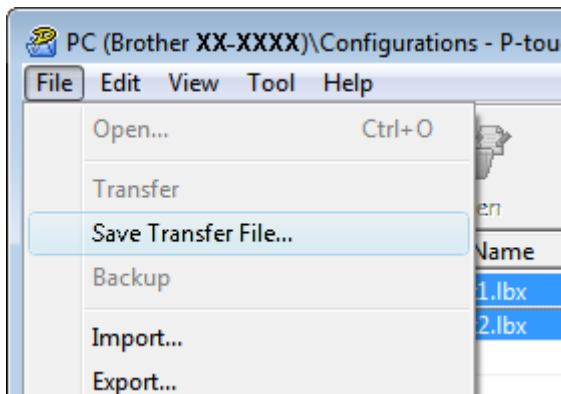 PC (Brother XX-XXXX)\Configurations - P-tou
File Edit View Tool Help
Open... Ctrl+O
Transfer
en
Save Transfer File...
Name
Backup
1.lbx
2.lbx
Import...
Export...